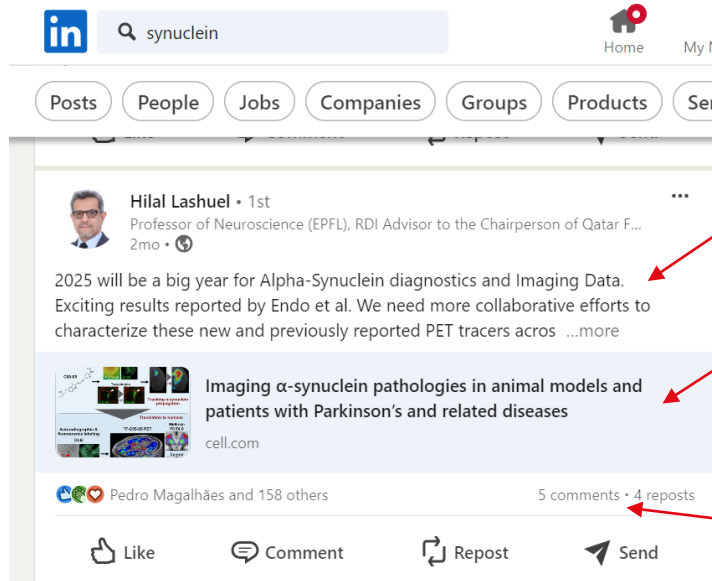 in
synuclein
Home
My N
Posts
People
Jobs
Companies
Groups
Products
Se
Hilal Lashuel • 1st
Professor of Neuroscience (EPFL), RDI Advisor to the Chairperson of Qatar F...
2mo •
2025 will be a big year for Alpha-Synuclein diagnostics and Imaging Data.
Exciting results reported by Endo et al. We need more collaborative efforts to
characterize these new and previously reported PET tracers acros ...more
Imaging α-synuclein pathologies in animal models and
patients with Parkinson's and related diseases
cell.com
Pedro Magalhães and 158 others
5 comments • 4 reposts
Like
Comment
Repost
Send